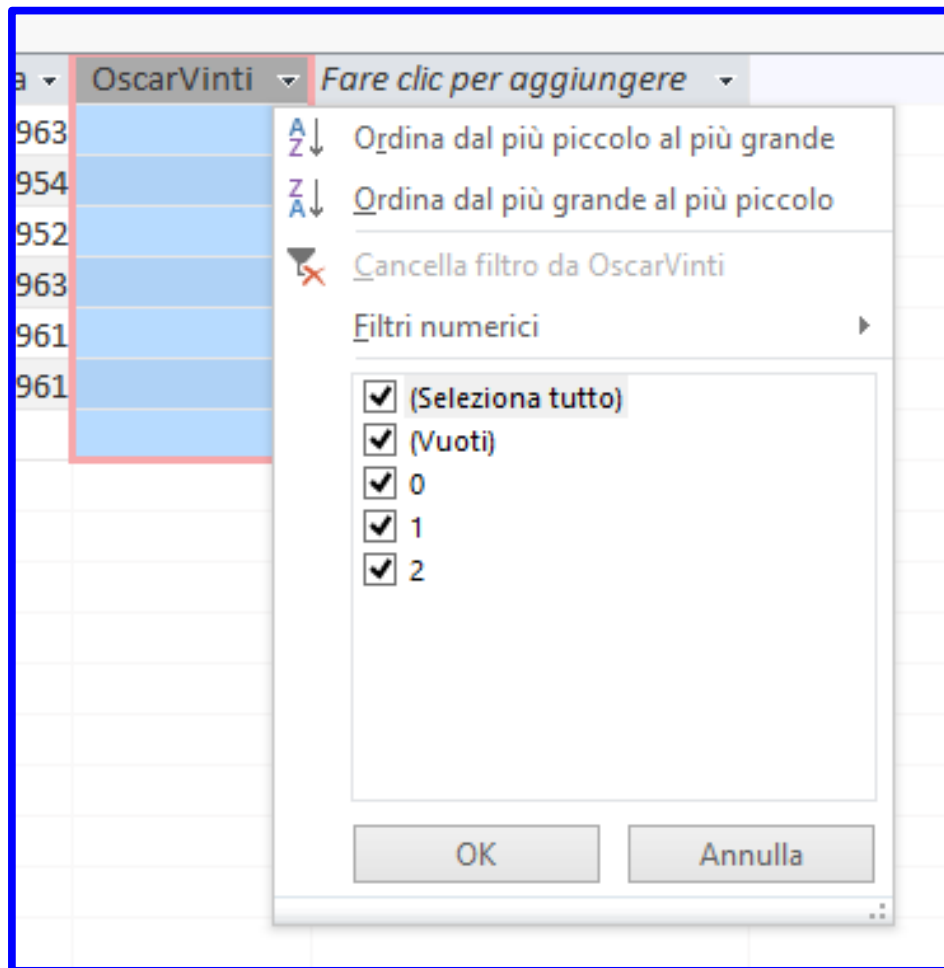 a OscarVinti Fare clic per aggiungere
963
954
952
963
961
961
Ordina dal più piccolo al più grande
Ordina dal più grande al più piccolo
Cancella filtro da OscarVinti
Filtri numerici
(Seleziona tutto)
(Vuoti)
0
1
2
OK Annulla